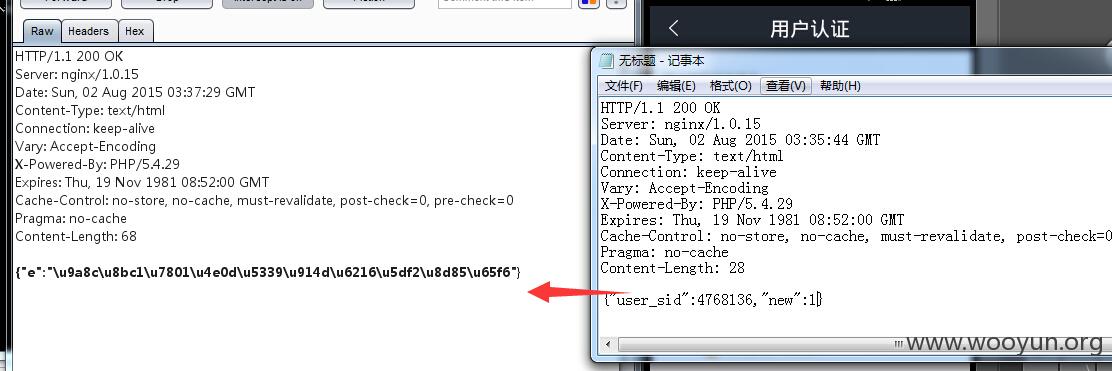 Raw Headers Hex
HTTP/1.1 200 OK
Server: nginx/1.0.15
Date: Sun, 02 Aug 2015 03:37:29 GMT
Content-Type: text/html
Connection: keep-alive
Vary: Accept-Encoding
X-Powered-By: PHP/5.4.29
Expires: Thu, 19 Nov 1981 08:52:00 GMT
Cache-Control: no-store, no-cache, must-revalidate, post-check=0, pre-check=0
Pragma: no-cache
Content-Length: 68
{"e":"\u9a8c\u8bc1\u7801\u4e0d\u5339\u914d\u6216\u5df2\u8d85\u65f6"}
用户认证
无标题 - 记事本
文件(F) 编辑(E) 格式(O) 查看(V) 帮助(H)
HTTP/1.1 200 OK
Server: nginx/1.0.15
Date: Sun, 02 Aug 2015 03:35:44 GMT
Content-Type: text/html
Connection: keep-alive
Vary: Accept-Encoding
X-Powered-By: PHP/5.4.29
Expires: Thu, 19 Nov 1981 08:52:00 GMT
Cache-Control: no-store, no-cache, must-revalidate, post-check=0
Pragma: no-cache
Content-Length: 28
{"user_sid":4768136,"new":1}
www.wooyun.org